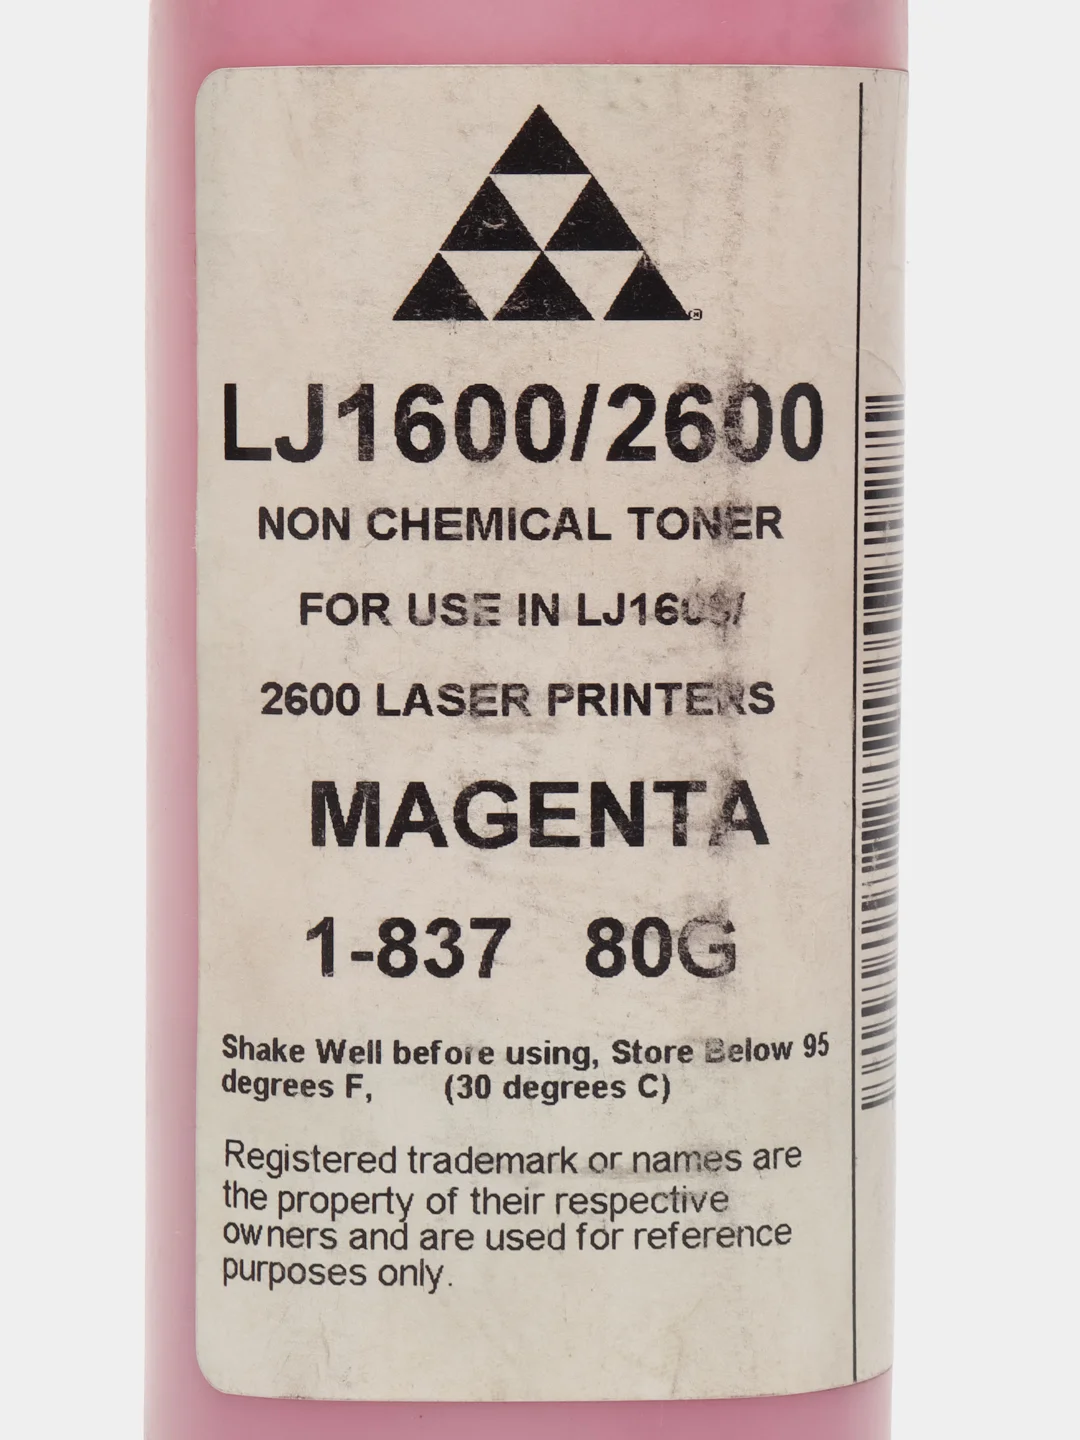 LJ1600/2600
NON CHEMICAL TONER
FOR USE IN LJ1600/
2600 LASER PRINTERS
MAGENTA
1-837 80G
Shake Well before using, Store Below 95
degrees F, (30 degrees C)
Registered trademark or names are
the property of their respective
owners and are used for reference
purposes only.